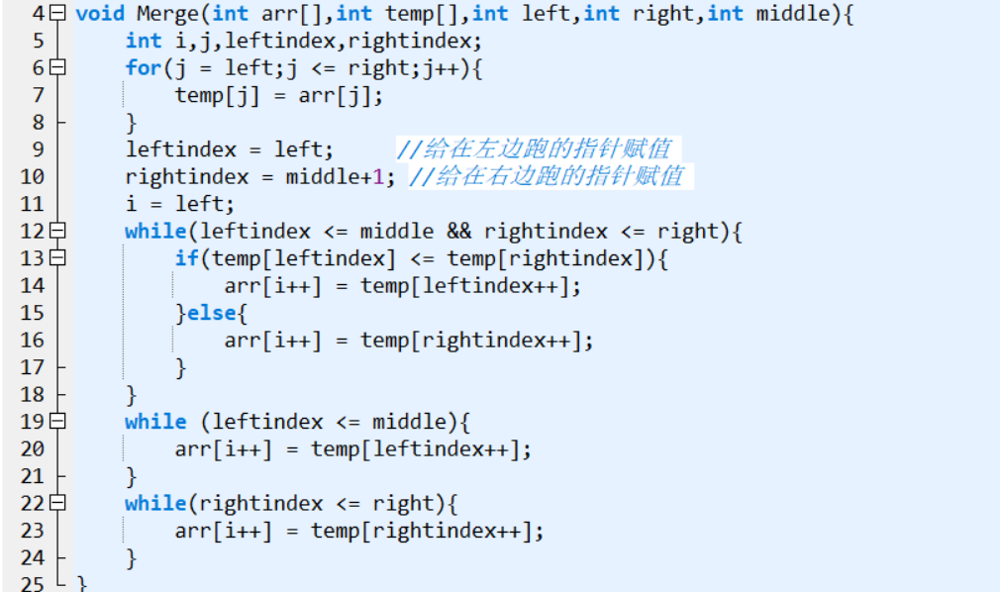 4 void Merge(int arr[],int temp[],int left,int right,int middle){
5     int i,j,leftindex,rightindex;
6     for(j = left;j <= right;j++){
7         temp[j] = arr[j];
8     }
9     leftindex = left;     //给在左边跑的指针赋值
10     rightindex = middle+1; //给在右边跑的指针赋值
11     i = left;
12     while(leftindex <= middle && rightindex <= right){
13         if(temp[leftindex] <= temp[rightindex]){
14             arr[i++] = temp[leftindex++];
15         }else{
16             arr[i++] = temp[rightindex++];
17         }
18     }
19     while (leftindex <= middle){
20         arr[i++] = temp[leftindex++];
21     }
22     while(rightindex <= right){
23         arr[i++] = temp[rightindex++];
24     }
25 }